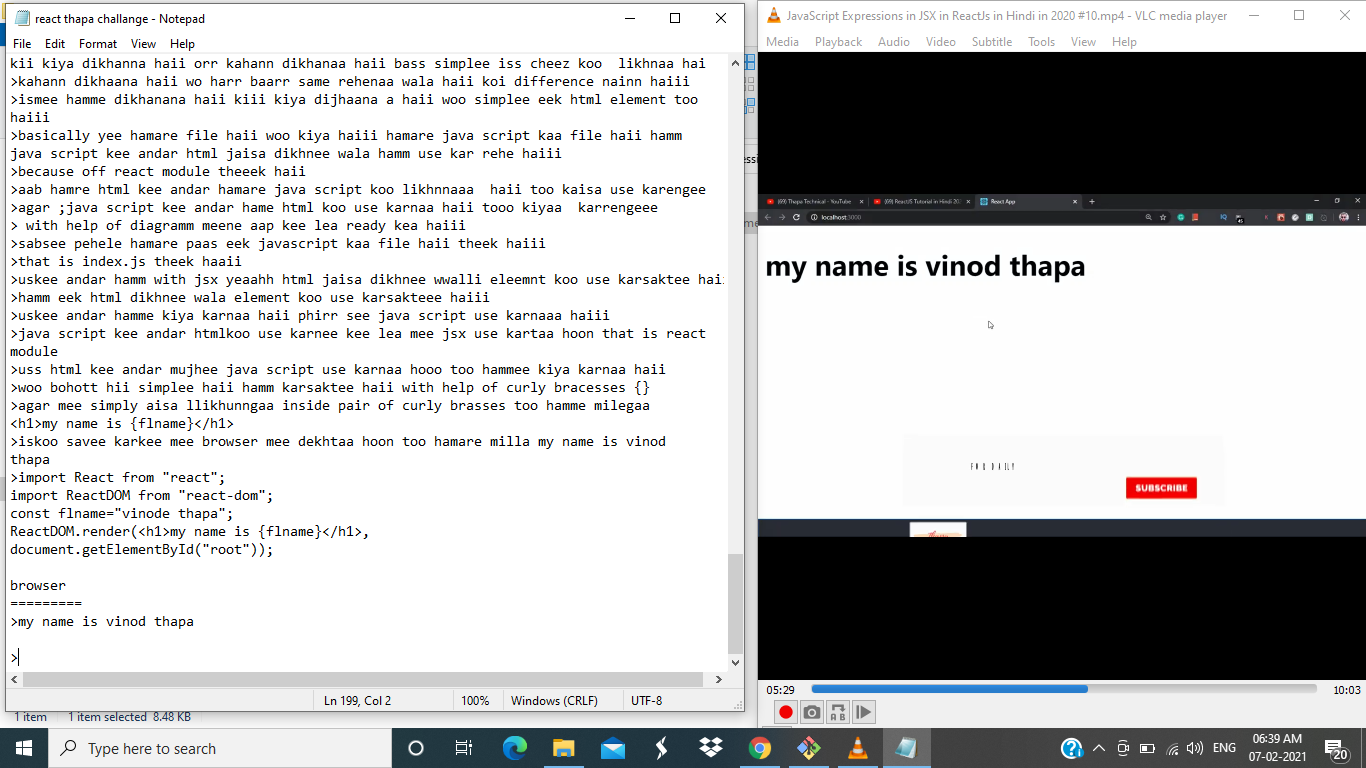 react thapa challange - Notepad
File Edit Format View Help
kii kiya dikhanna haii orr kahann dikhanaa haii bass simplee iss cheez koo  likhnaa hai
>kahann dikhaana haii wo harr baarr same rehenaa wala haii koi difference nainn haiii
>ismee hamme dikhanana haii kiii kiya dijhaana a haii woo simplee eek html element too
haiii
>basically yee hamare file haii woo kiya haiii hamare java script kaa file haii hamm
java script kee andar html jaisa dikhnee wala hamm use kar rehe haiii
>because off react module theeek haii
>aab hamre html kee andar hamare java script koo likhnnaaa  haii too kaisa use karengee
>agar ;java script kee andar hame html koo use karnaa haii tooo kiyaa  karrengeee
> with help of diagramm meene aap kee lea ready kea haiii
>sabsee pehele hamare paas eek javascript kaa file haii theek haiii
>that is index.js theek haaii
>uskee andar hamm with jsx yeaahh html jaisa dikhnee wwalli eleemnt koo use karsaktee hai
>hamm eek html dikhnee wala element koo use karsakteee haiii
>uskee andar hamme kiya karnaa haii phirr see java script use karnaaa haiii
>java script kee andar htmlkoo use karnee kee lea mee jsx use kartaa hoon that is react
module
>uss html kee andar mujhee java script use karnaa hooo too hammee kiya karnaa haii
>woo bohott hii simplee haii hamm karsaktee haii with help of curly bracesses {}
>agar mee simply aisa llikhunngaa inside pair of curly brasses too hamme milegaa
<h1>my name is {flname}</h1>
>iskoo savee karkee mee browser mee dekhtaa hoon too hamare milla my name is vinod
thapa
>import React from "react";
import ReactDOM from "react-dom";
const flname="vinode thapa";
ReactDOM.render(<h1>my name is {flname}</h1>,
document.getElementById("root"));
browser
=========
>my name is vinod thapa
>
Ln 199, Col 2 100% Windows (CRLF) UTF-8
1 item 1 item selected 8.48 KB
JavaScript Expressions in JSX in ReactJs in Hindi in 2020 #10.mp4 - VLC media player
Media Playback Audio Video Subtitle Tools View Help
(69) Thapa Technical - YouTube (69) ReactJS Tutorial in Hindi 20 React App
localhost:3000
my name is vinod thapa
FOR DAILY
SUBSCRIBE
05:29 10:03
Type here to search
ENG 06:39 AM
07-02-2021
20